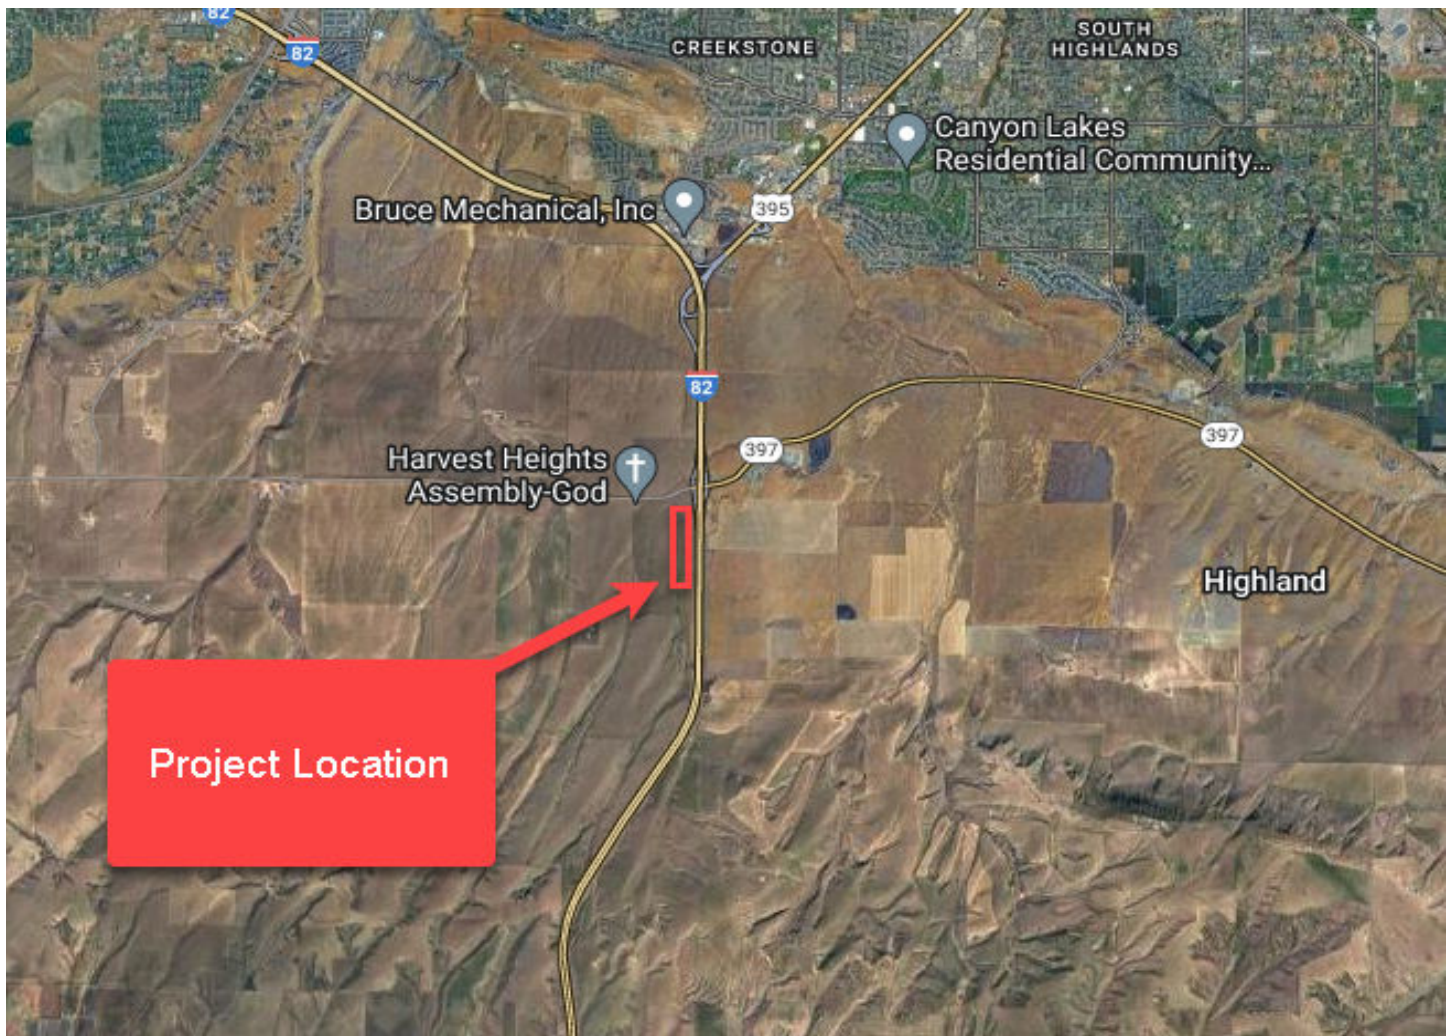 82
82
CREEKSTONE
SOUTH
HIGHLANDS
Canyon Lakes
Residential Community...
Bruce Mechanical, Inc
395
82
397
397
Harvest Heights
Assembly-God
Highland
Project Location